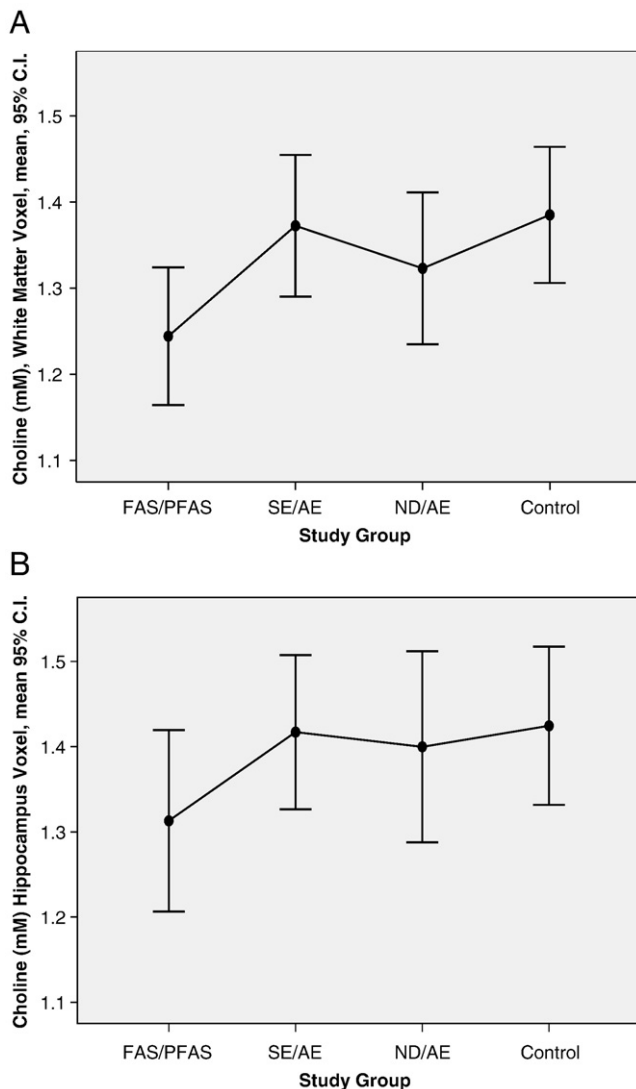 A
Choline (mM), White Matter Voxel, mean, 95% C.I.
1.5
1.4
1.3
1.2
1.1
FAS/PFAS SE/AE ND/AE Control
Study Group
B
Choline (mM) Hippocampus Voxel, mean 95% C.I.
1.5
1.4
1.3
1.2
1.1
FAS/PFAS SE/AE ND/AE Control
Study Group